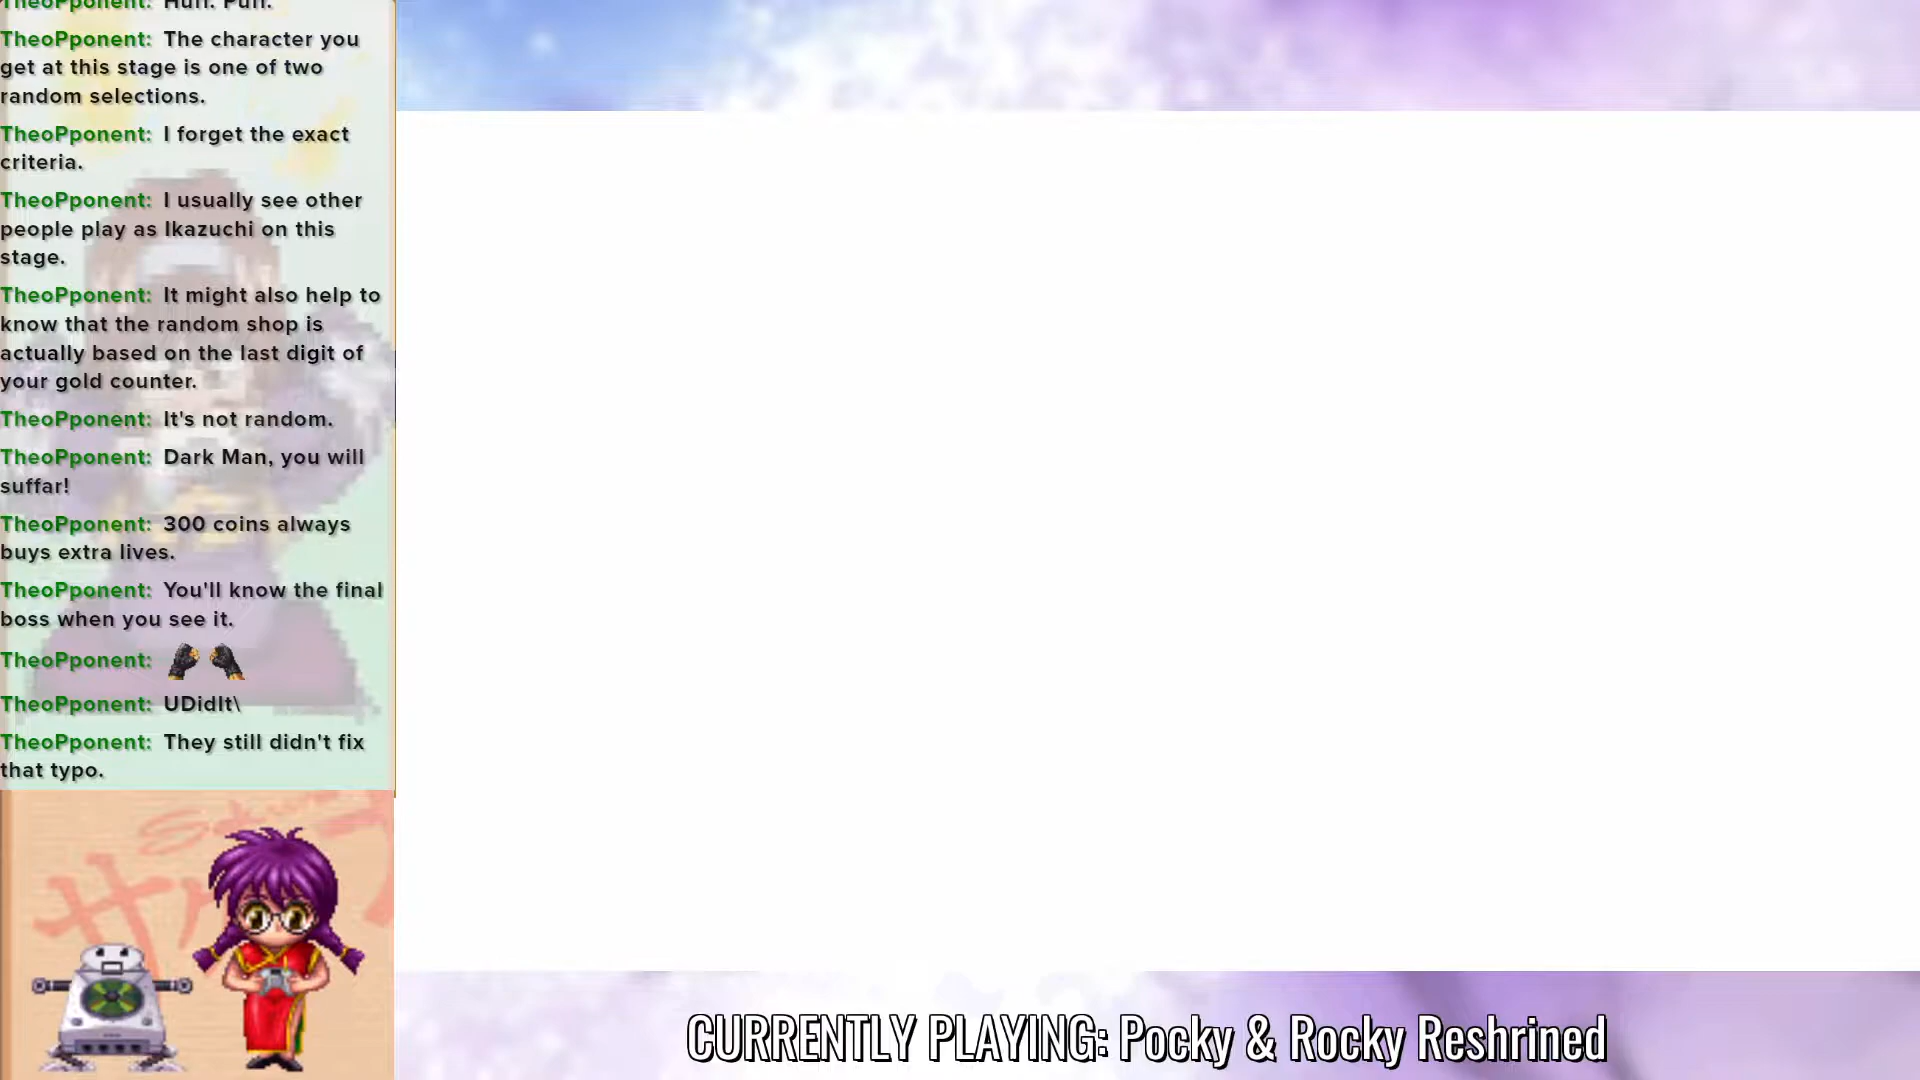 TheoPponent: Huff. Puff.
TheoPponent: The character you
get at this stage is one of two
random selections.
TheoPponent: I forget the exact
criteria.
TheoPponent: I usually see other
people play as Ikazuchi on this
stage.
TheoPponent: It might also help to
know that the random shop is
actually based on the last digit of
your gold counter.
TheoPponent: It's not random.
TheoPponent: Dark Man, you will
suffar!
TheoPponent: 300 coins always
buys extra lives.
TheoPponent: You'll know the final
boss when you see it.
TheoPponent:
TheoPponent: UDidIt\
TheoPponent: They still didn't fix
that typo.
CURRENTLY PLAYING: Pocky & Rocky Reshrined